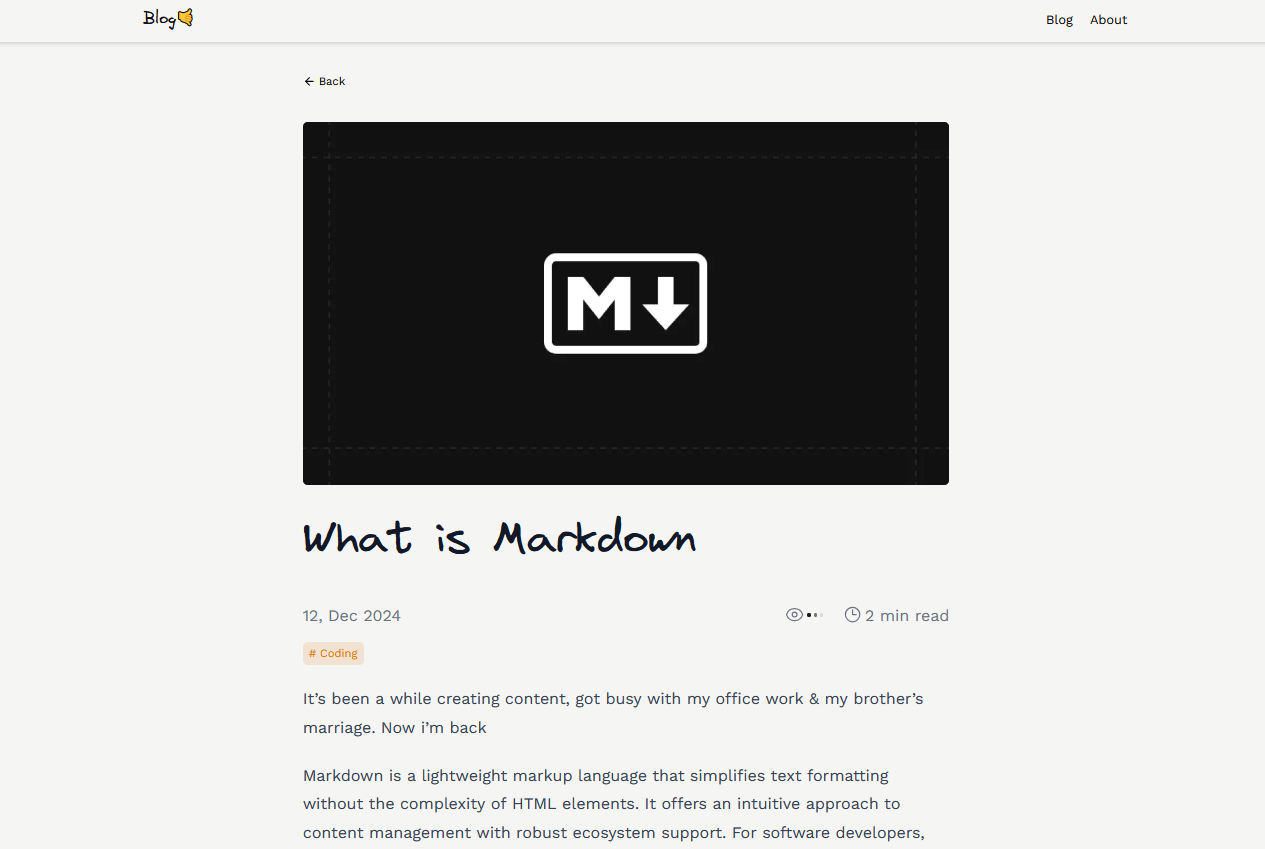 Blog
Blog About
← Back
M
What is Markdown
12, Dec 2024
2 min read
# Coding
It’s been a while creating content, got busy with my office work & my brother’s
marriage. Now i’m back
Markdown is a lightweight markup language that simplifies text formatting
without the complexity of HTML elements. It offers an intuitive approach to
content management with robust ecosystem support. For software developers,